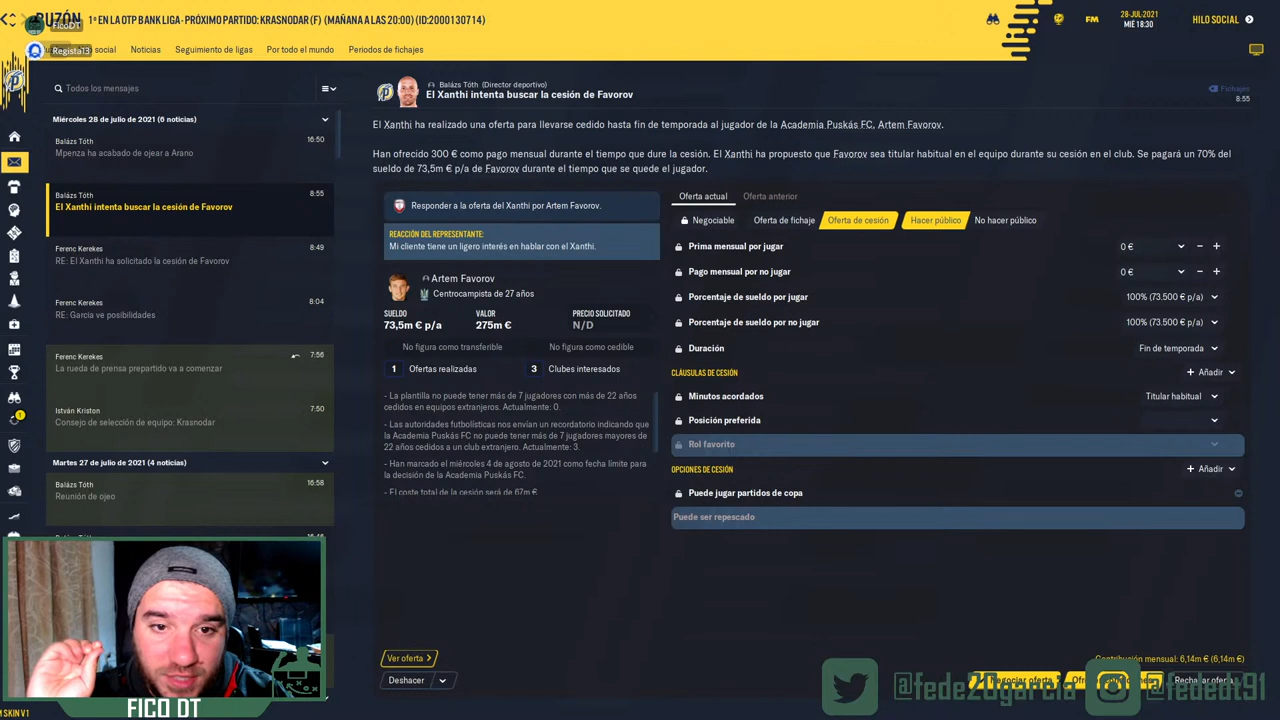 BUZÓN 1º EN LA OTP BANK LIGA - PRÓXIMO PARTIDO: KRASNODAR (F) (MAÑANA A LAS 20:00) (ID:2000130714)
FicoDT
Regista13
FM
28-JUL-2021
MIÉ 18:30
HILO SOCIAL
social
Noticias
Seguimiento de ligas
Por todo el mundo
Periodos de fichajes
Todos los mensajes
Miércoles 28 de julio de 2021 (6 noticias)
Balázs Tóth 16:50
Mpenza ha acabado de ojear a Arano
Balázs Tóth 8:55
El Xanthi intenta buscar la cesión de Favorov
Ferenc Kerekes 8:49
RE: El Xanthi ha solicitado la cesión de Favorov
Ferenc Kerekes 8:04
RE: Garcia ve posibilidades
Ferenc Kerekes 7:56
La rueda de prensa prepartido va a comenzar
István Kriston 7:50
Consejo de selección de equipo: Krasnodar
Martes 27 de julio de 2021 (4 noticias)
Balázs Tóth 16:58
Reunión de ojeo
Balázs Tóth (Director deportivo)
El Xanthi intenta buscar la cesión de Favorov
Fichajes
8:55
El Xanthi ha realizado una oferta para llevarse cedido hasta fin de temporada al jugador de la Academia Puskás FC, Artem Favorov.
Han ofrecido 300 € como pago mensual durante el tiempo que dure la cesión. El Xanthi ha propuesto que Favorov sea titular habitual en el equipo durante su cesión en el club. Se pagará un 70% del
sueldo de 73,5m € p/a de Favorov durante el tiempo que se quede el jugador.
Responder a la oferta del Xanthi por Artem Favorov.
REACCIÓN DEL REPRESENTANTE:
Mi cliente tiene un ligero interés en hablar con el Xanthi.
Artem Favorov
Centrocampista de 27 años
SUELDO VALOR PRECIO SOLICITADO
73,5m € p/a 275m € N/D
No figura como transferible No figura como cedible
1 Ofertas realizadas 3 Clubes interesados
- La plantilla no puede tener más de 7 jugadores con más de 22 años
cedidos en equipos extranjeros. Actualmente: 0.
- Las autoridades futbolísticas nos envían un recordatorio indicando que
la Academia Puskás FC no puede tener más de 7 jugadores mayores de
22 años cedidos a un club extranjero. Actualmente: 3.
- Han marcado el miércoles 4 de agosto de 2021 como fecha límite para
la decisión de la Academia Puskás FC.
- El coste total de la cesión será de 67m €
Oferta actual Oferta anterior
Negociable Oferta de fichaje Oferta de cesión Hacer público No hacer público
Prima mensual por jugar 0 €
Pago mensual por no jugar 0 €
Porcentaje de sueldo por jugar 100% (73.500 € p/a)
Porcentaje de sueldo por no jugar 100% (73.500 € p/a)
Duración Fin de temporada
CLÁUSULAS DE CESIÓN Añadir
Minutos acordados Titular habitual
Posición preferida
Rol favorito
OPCIONES DE CESIÓN Añadir
Puede jugar partidos de copa
Puede ser repescado
Ver oferta
Deshacer
Contribución mensual: 6,14m € (6,14m €)
Negociar oferta
Rechazar oferta
@fede20garcia
@fededt91
FICO DT
M SKIN V1